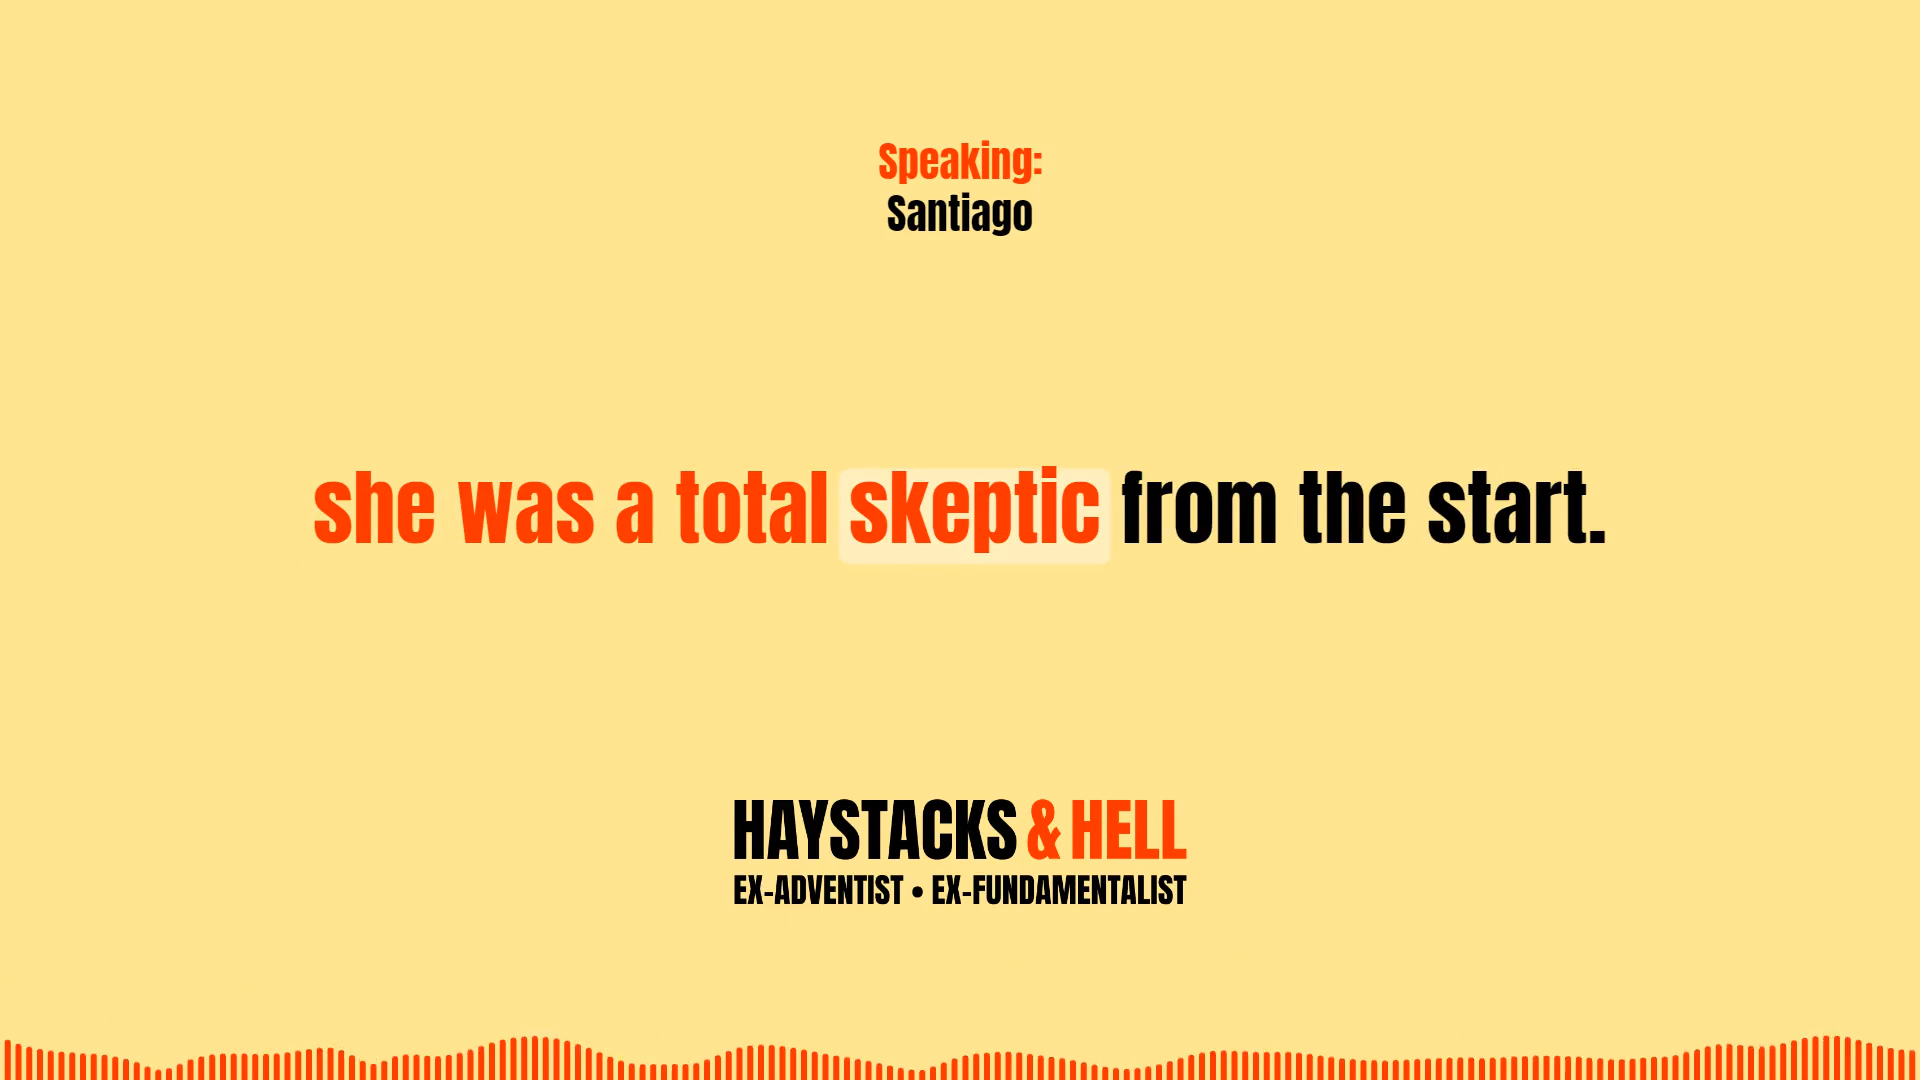 Speaking:
Santiago
she was a total skeptic from the start.
HAYSTACKS & HELL
EX-ADVENTIST • EX-FUNDAMENTALIST